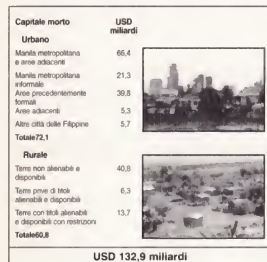 Capitale morto USD
miliardi
Urbano
Manila metropolitana
e aree adiacenti 66,4
Manila metropolitana 21,3
informale
Aree precedentemente 39,8
formali
Aree adiacenti 5,3
Altre città delle Filippine 5,7
Totale72,1
Rurale
Terre non alienabili e 40,8
disponibili
Terre prive di titoli 6,3
alienabili e disponibili
Terre con titoli alienabili 13,7
e disponibili con restrizioni
Totale60,8
USD 132,9 miliardi